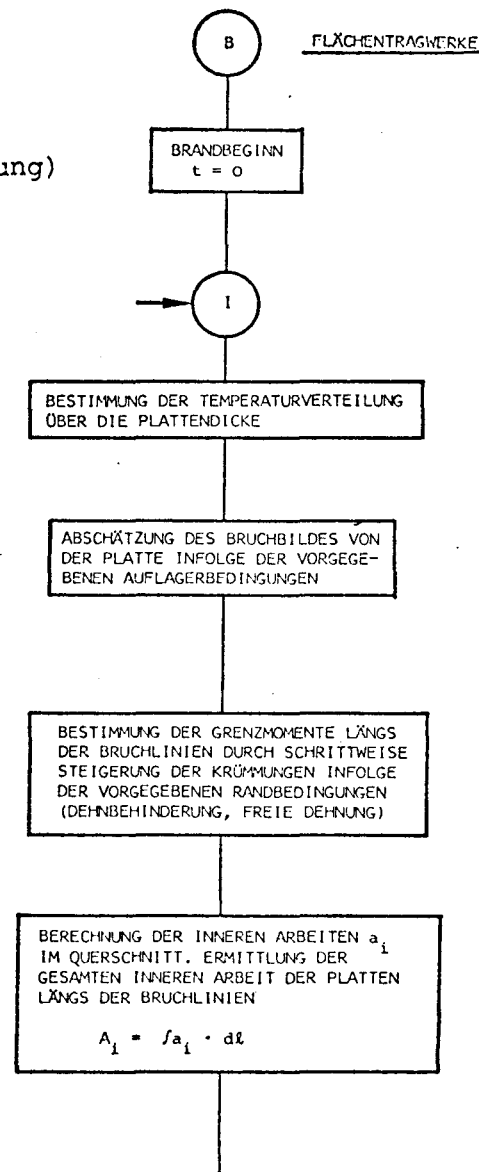 B
FLÄCHENTRAGWERKE
ung)
BRANDBEGINN
t = 0
I
BESTIMMUNG DER TEMPERATURVERTEILUNG
ÜBER DIE PLATTENDICKE
ABSCHÄTZUNG DES BRUCHBILDES VON
DER PLATTE INFOLGE DER VORGEGE-
BENEN AUFLAGERBEDINGUNGEN
BESTIMMUNG DER GRENZMOMENTE LÄNGS
DER BRUCHLINIEN DURCH SCHRITTWEISE
STEIGERUNG DER KRÜMMUNGEN INFOLGE
DER VORGEGEBENEN RANDBEDINGUNGEN
(DEHNBEHINDERUNG, FREIE DEHNUNG)
BERECHNUNG DER INNEREN ARBEITEN a_i
IM QUERSCHNITT. ERMITTLUNG DER
GESAMTEN INNEREN ARBEIT DER PLATTEN
LÄNGS DER BRUCHLINIEN
A_i = ∫a_i · dℓ